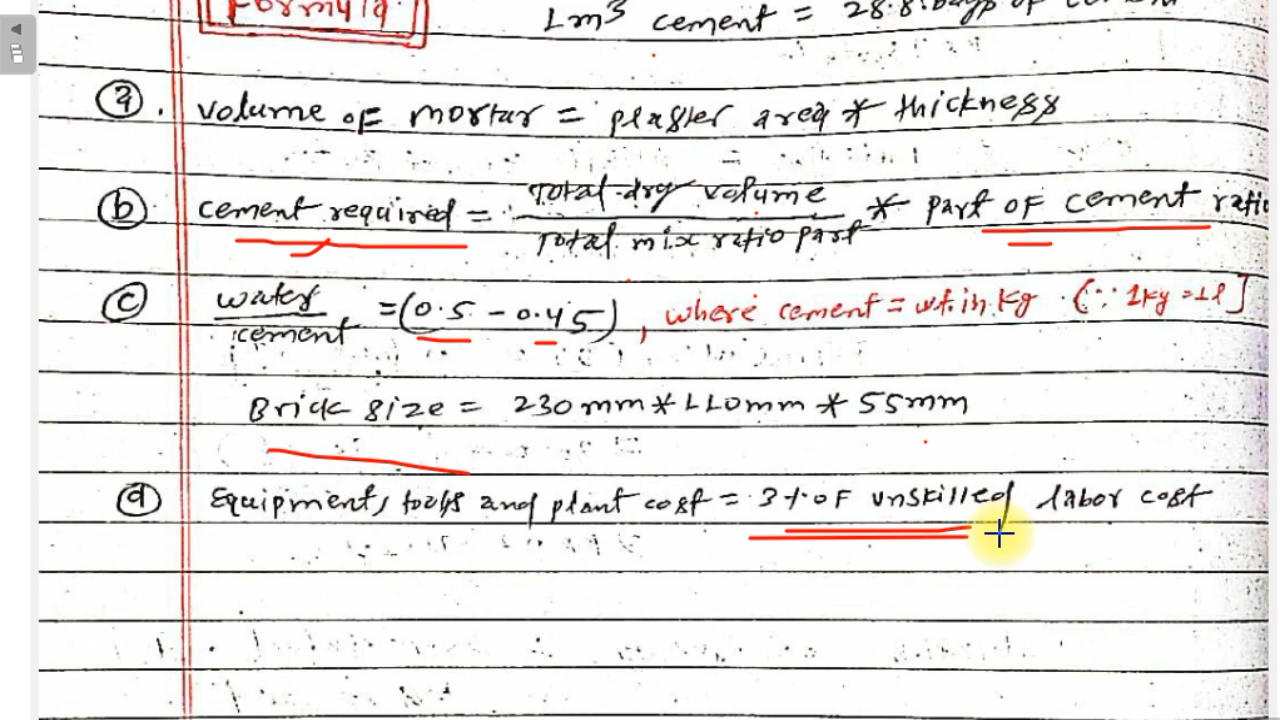 Formula
1m³ cement = 28.8 bags of cement
(a). volume of mortar = plaster area * thickness
(b) cement required = Total dry volume / Total mix ratio part * part of cement ratio
(c) water / cement = (0.5 - 0.45), where cement = wt. in kg (∵ 1kg = 1l]
Brick size = 230mm * 110mm * 55mm
(d) Equipment, tools and plant cost = 3% of unskilled labor cost